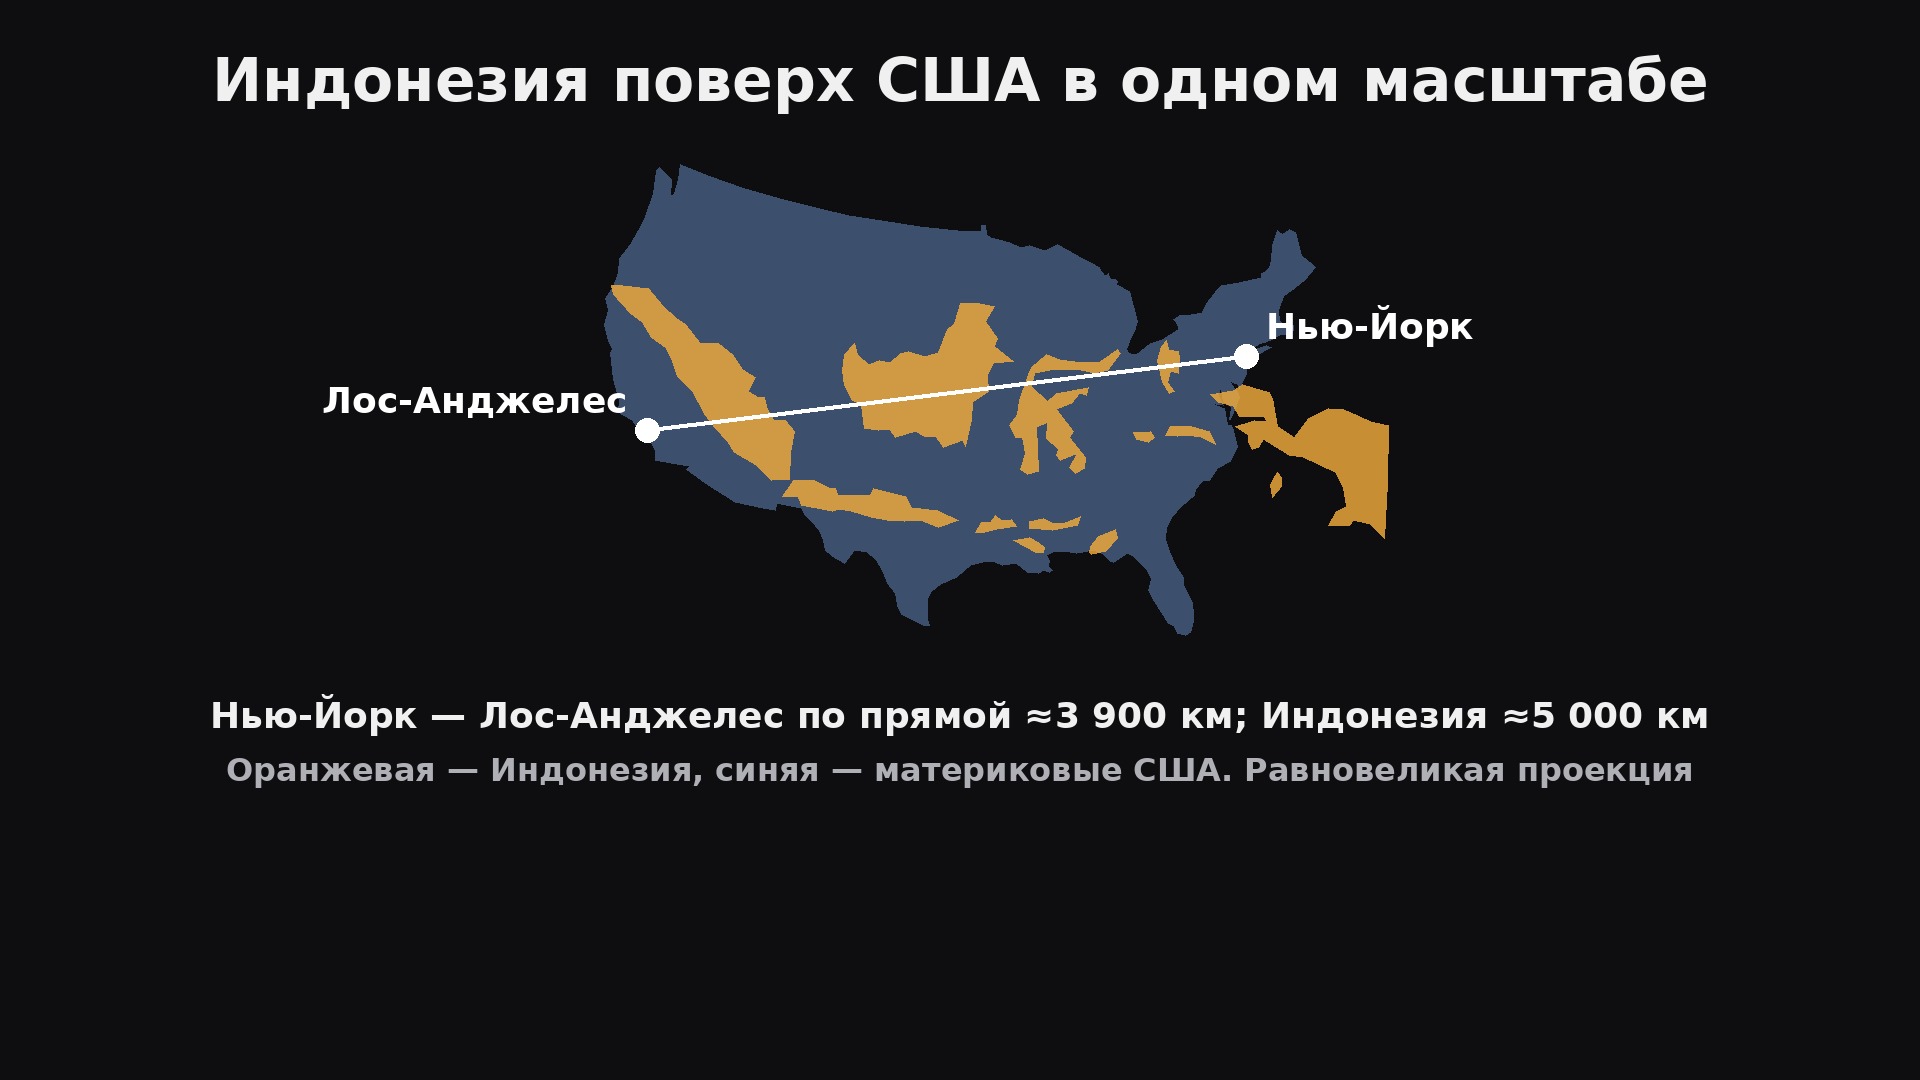 Индонезия поверх США в одном масштабе
Нью-Йорк
Лос-Анджелес
Нью-Йорк — Лос-Анджелес по прямой ≈3 900 км; Индонезия ≈5 000 км
Оранжевая — Индонезия, синяя — материковые США. Равновеликая проекция